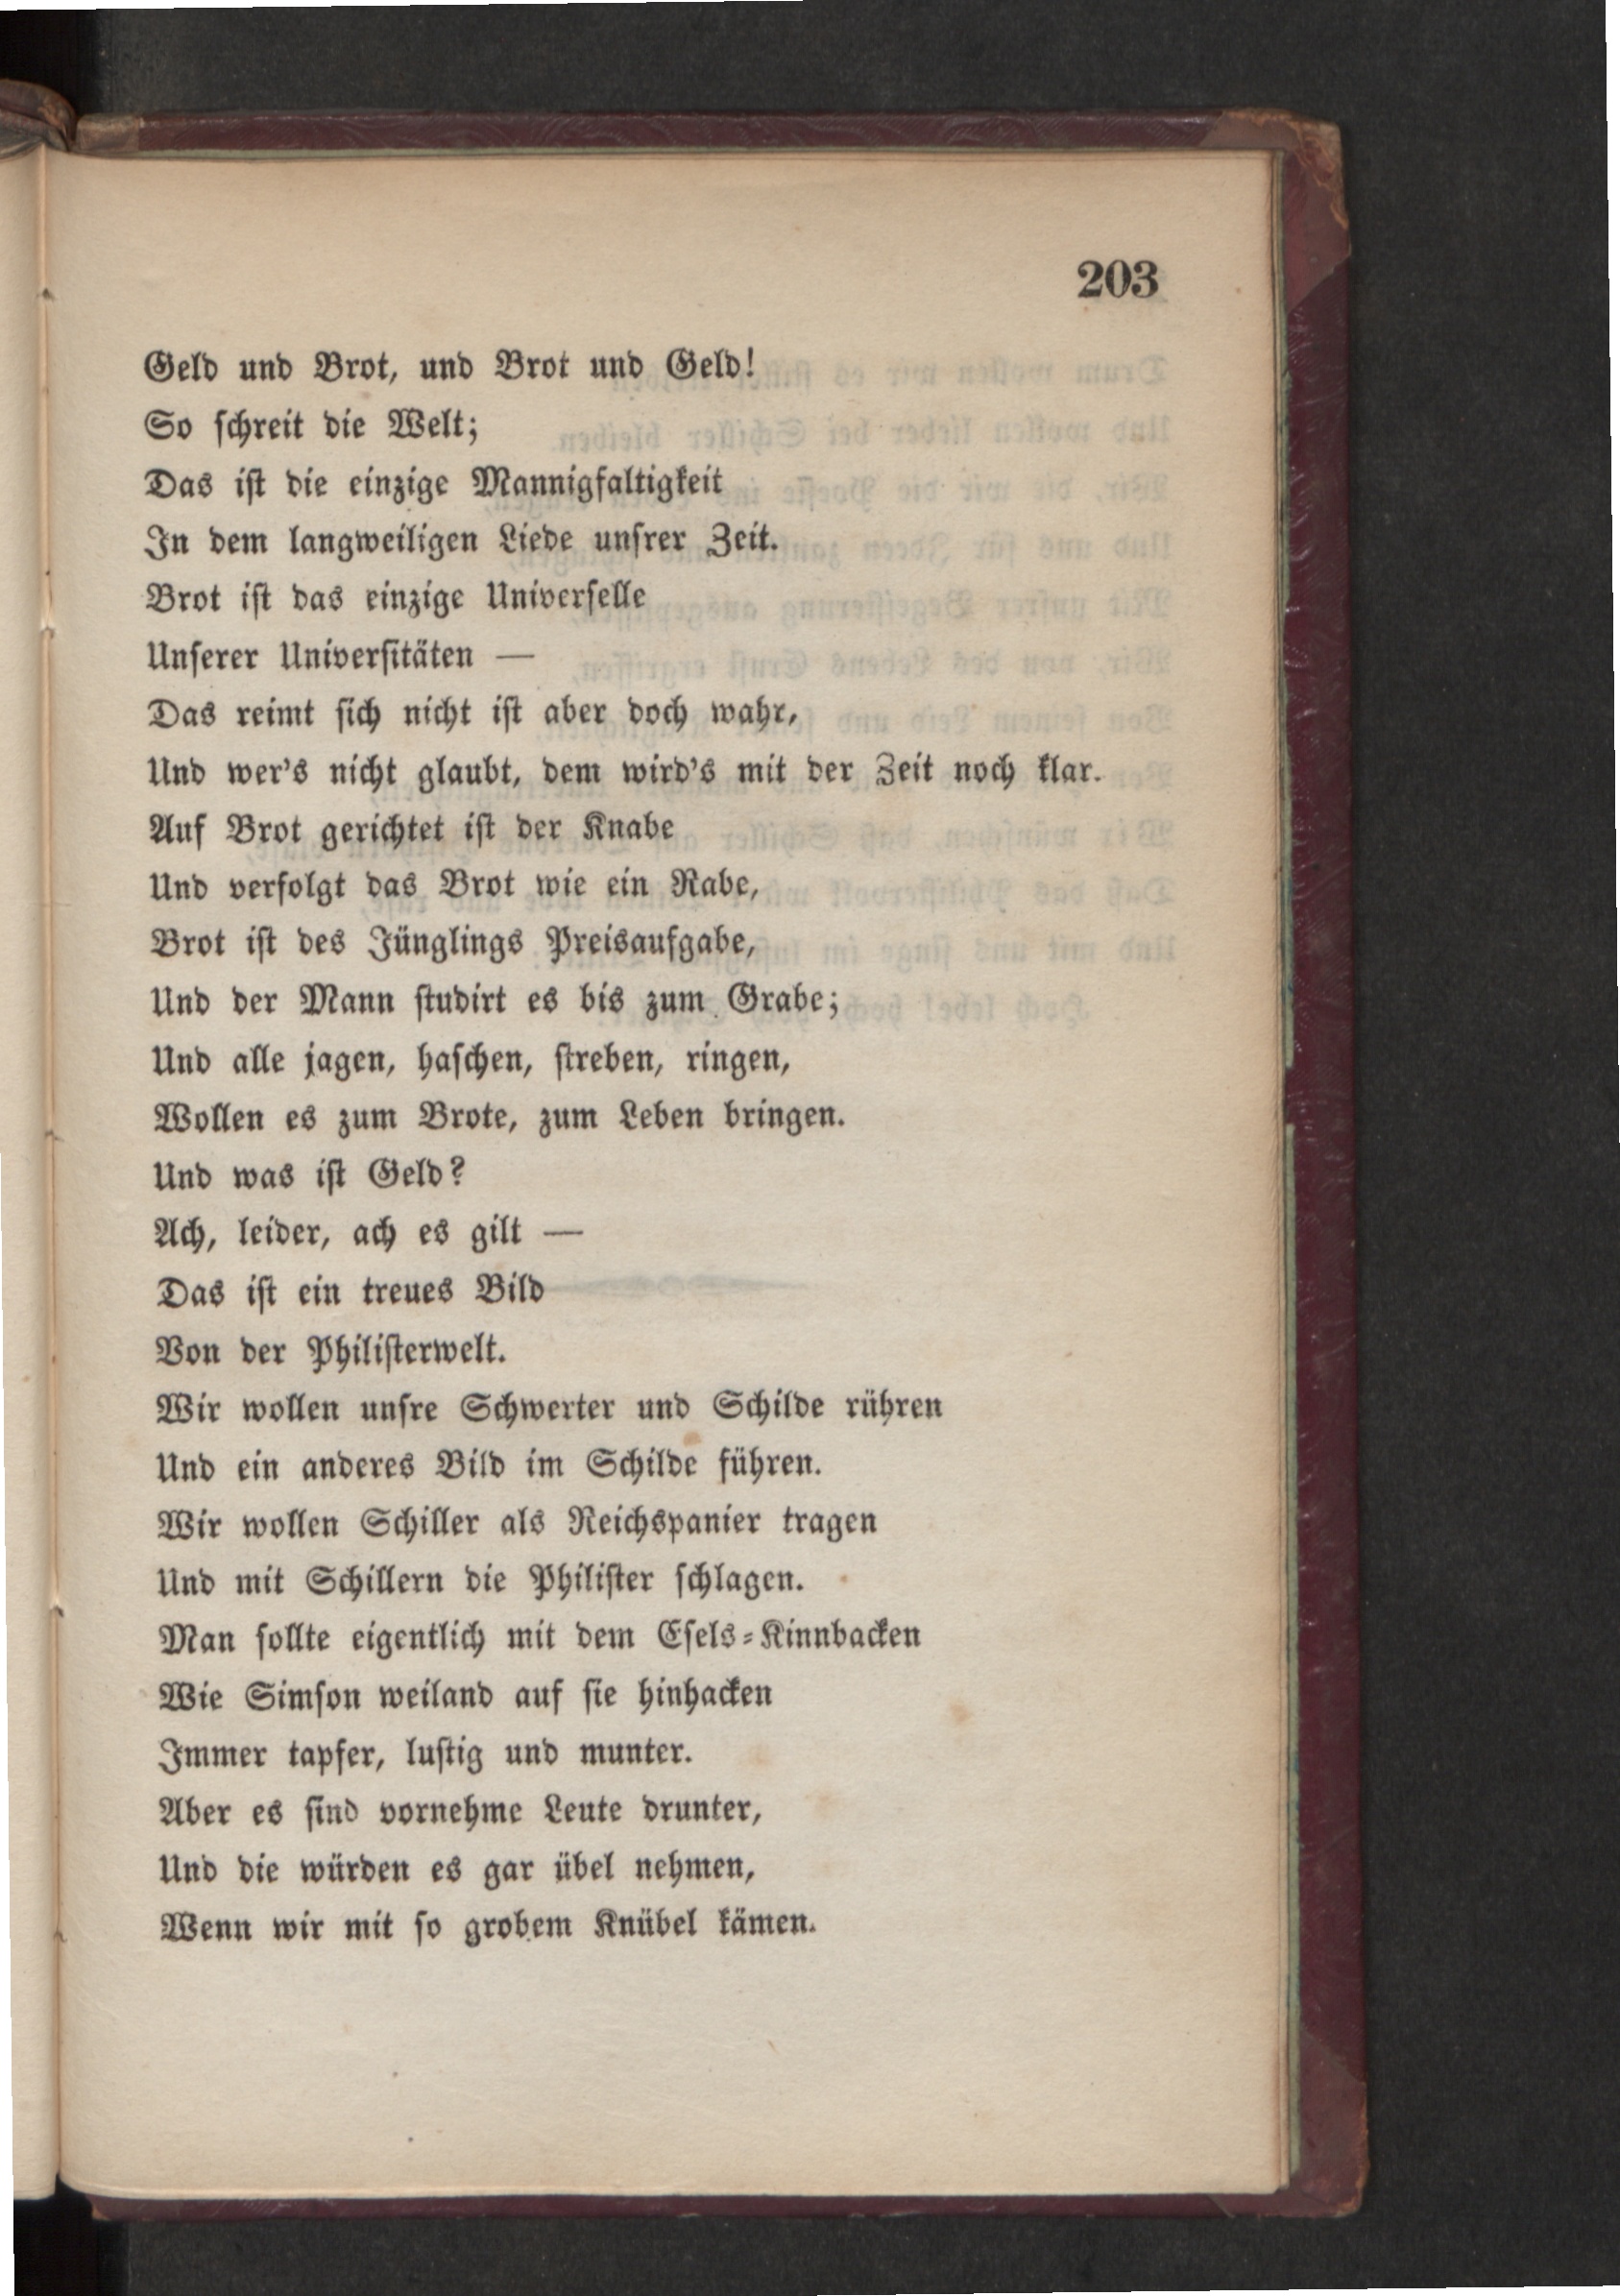 203
Geld und Brot, und Brot und Geld!
So schreit die Welt;
Das ist die einzige Mannigfaltigkeit
In dem langweiligen Liede unsrer Zeit.
Brot ist das einzige Universelle
Unserer Universitäten —
Das reimt sich nicht ist aber doch wahr,
Und wer's nicht glaubt, dem wird's mit der Zeit noch klar.
Auf Brot gerichtet ist der Knabe
Und verfolgt das Brot wie ein Rabe,
Brot ist des Jünglings Preisaufgabe,
Und der Mann studirt es bis zum Grabe;
Und alle jagen, haschen, streben, ringen,
Wollen es zum Brote, zum Leben bringen.
Und was ist Geld?
Ach, leider, ach es gilt —
Das ist ein treues Bild
Von der Philisterwelt.
Wir wollen unsre Schwerter und Schilde rühren
Und ein anderes Bild im Schilde führen.
Wir wollen Schiller als Reichspanier tragen
Und mit Schillern die Philister schlagen.
Man sollte eigentlich mit dem Esels-Kinnbacken
Wie Simson weiland auf sie hinhacken
Immer tapfer, lustig und munter.
Aber es sind vornehme Leute drunter,
Und die würden es gar übel nehmen,
Wenn wir mit so grobem Knübel kämen.